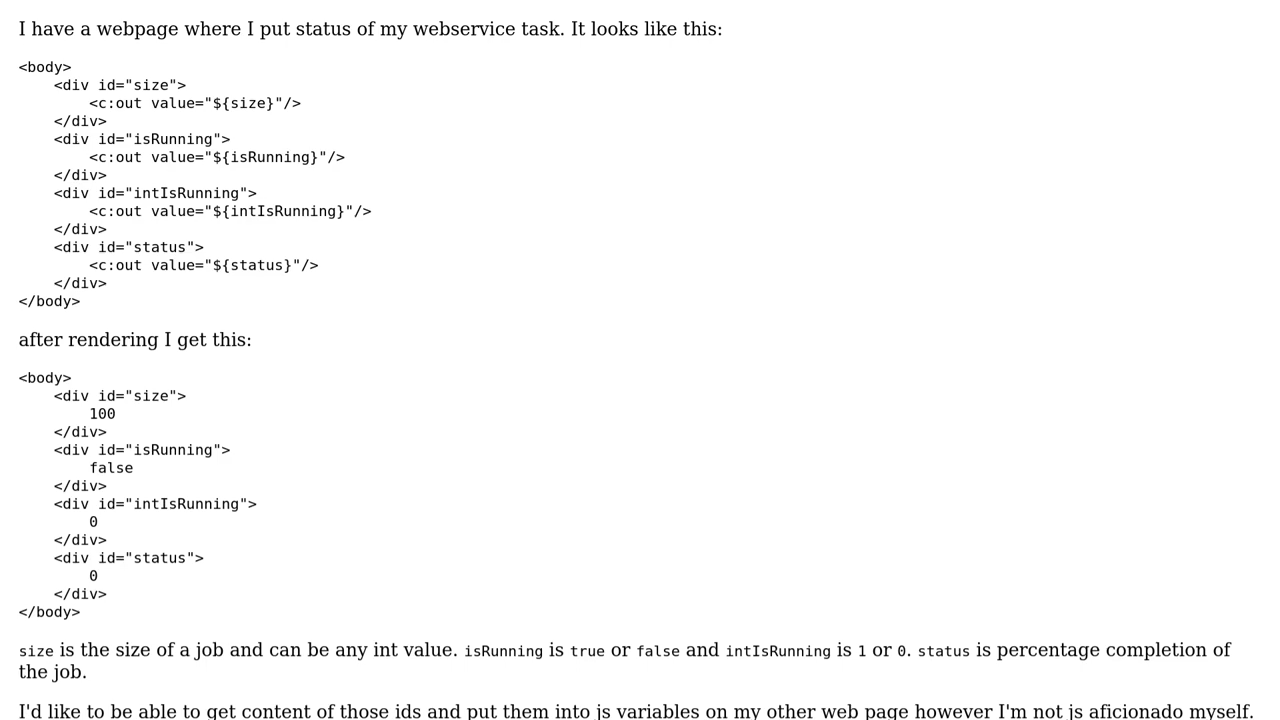 I have a webpage where I put status of my webservice task. It looks like this:
<body>
    <div id="size">
        <c:out value="${size}"/>
    </div>
    <div id="isRunning">
        <c:out value="${isRunning}"/>
    </div>
    <div id="intIsRunning">
        <c:out value="${intIsRunning}"/>
    </div>
    <div id="status">
        <c:out value="${status}"/>
    </div>
</body>
after rendering I get this:
<body>
    <div id="size">
        100
    </div>
    <div id="isRunning">
        false
    </div>
    <div id="intIsRunning">
        0
    </div>
    <div id="status">
        0
    </div>
</body>
size is the size of a job and can be any int value. isRunning is true or false and intIsRunning is 1 or 0. status is percentage completion of
the job.
I'd like to be able to get content of those ids and put them into js variables on my other web page however I'm not js aficionado myself.